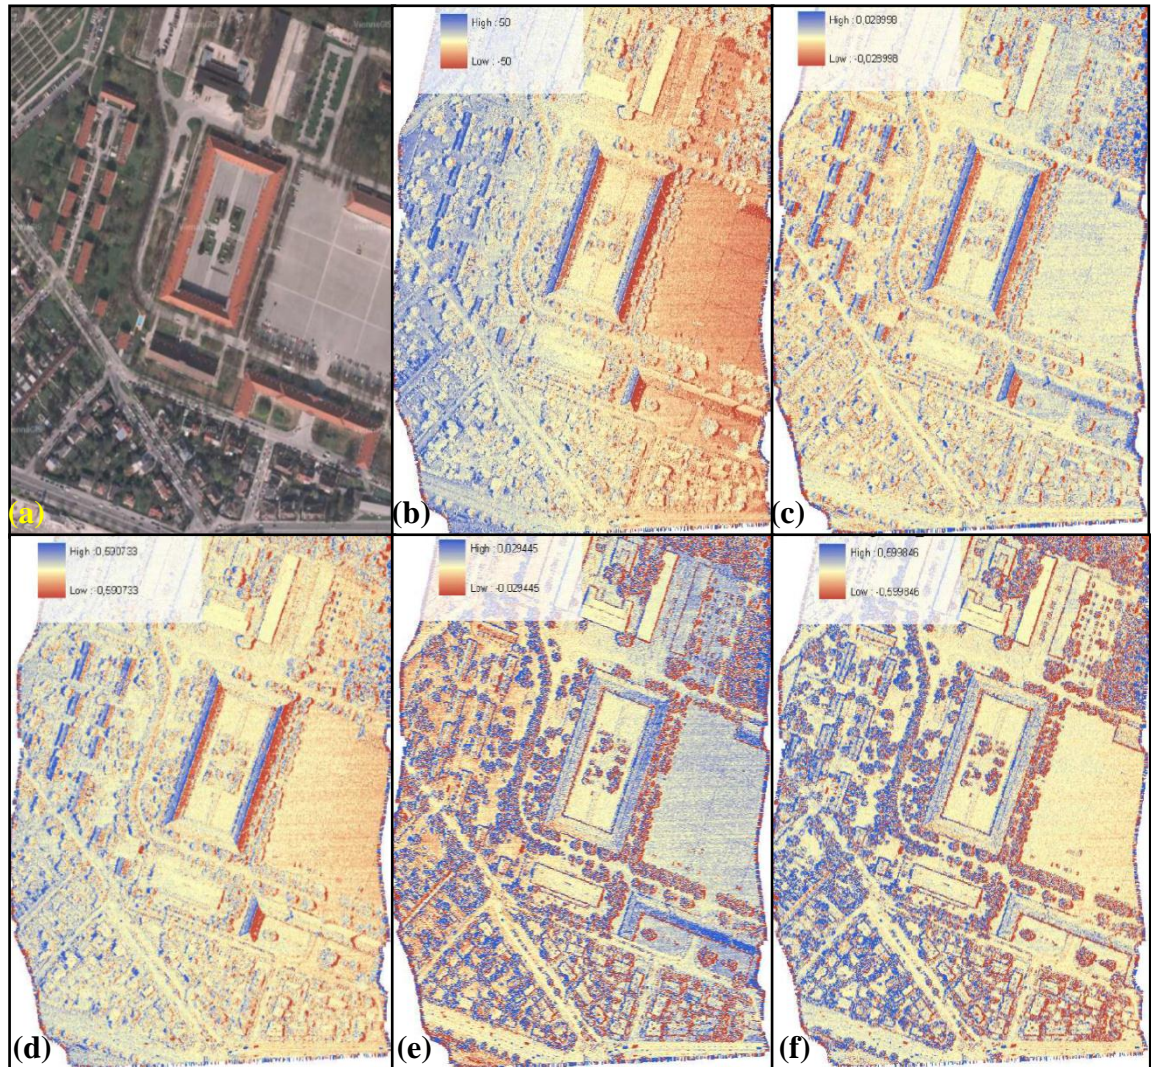 (a)
High : 50
Low : -50
(b)
High : 0,028998
Low : -0,028998
(c)
High : 0,590733
Low : -0,590733
(d)
High : 0,029445
Low : -0,029445
(e)
High : 0,599846
Low : -0,599846
(f)